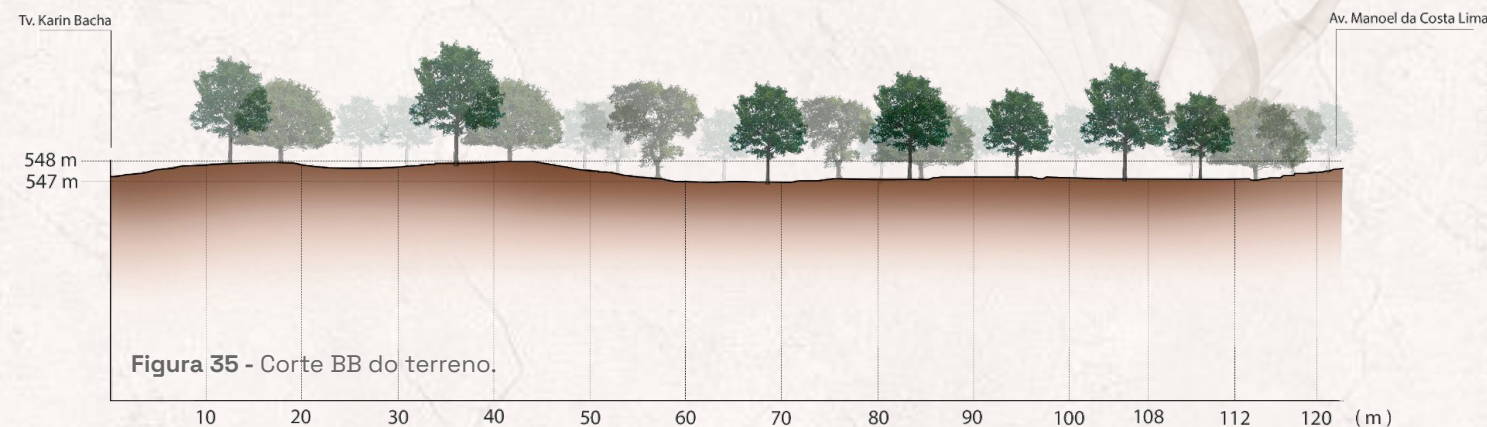 Tv. Karin Bacha
Av. Manoel da Costa Lima
548 m
547 m
Figura 35 - Corte BB do terreno.
10 20 30 40 50 60 70 80 90 100 108 112 120 ( m )